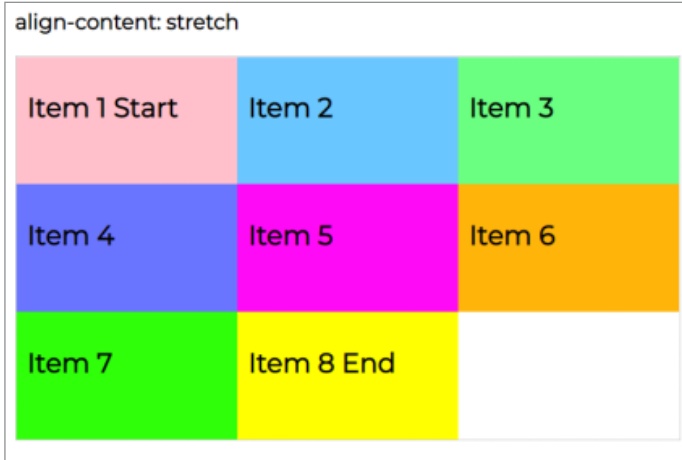 align-content: stretch
Item 1 Start Item 2 Item 3
Item 4 Item 5 Item 6
Item 7 Item 8 End